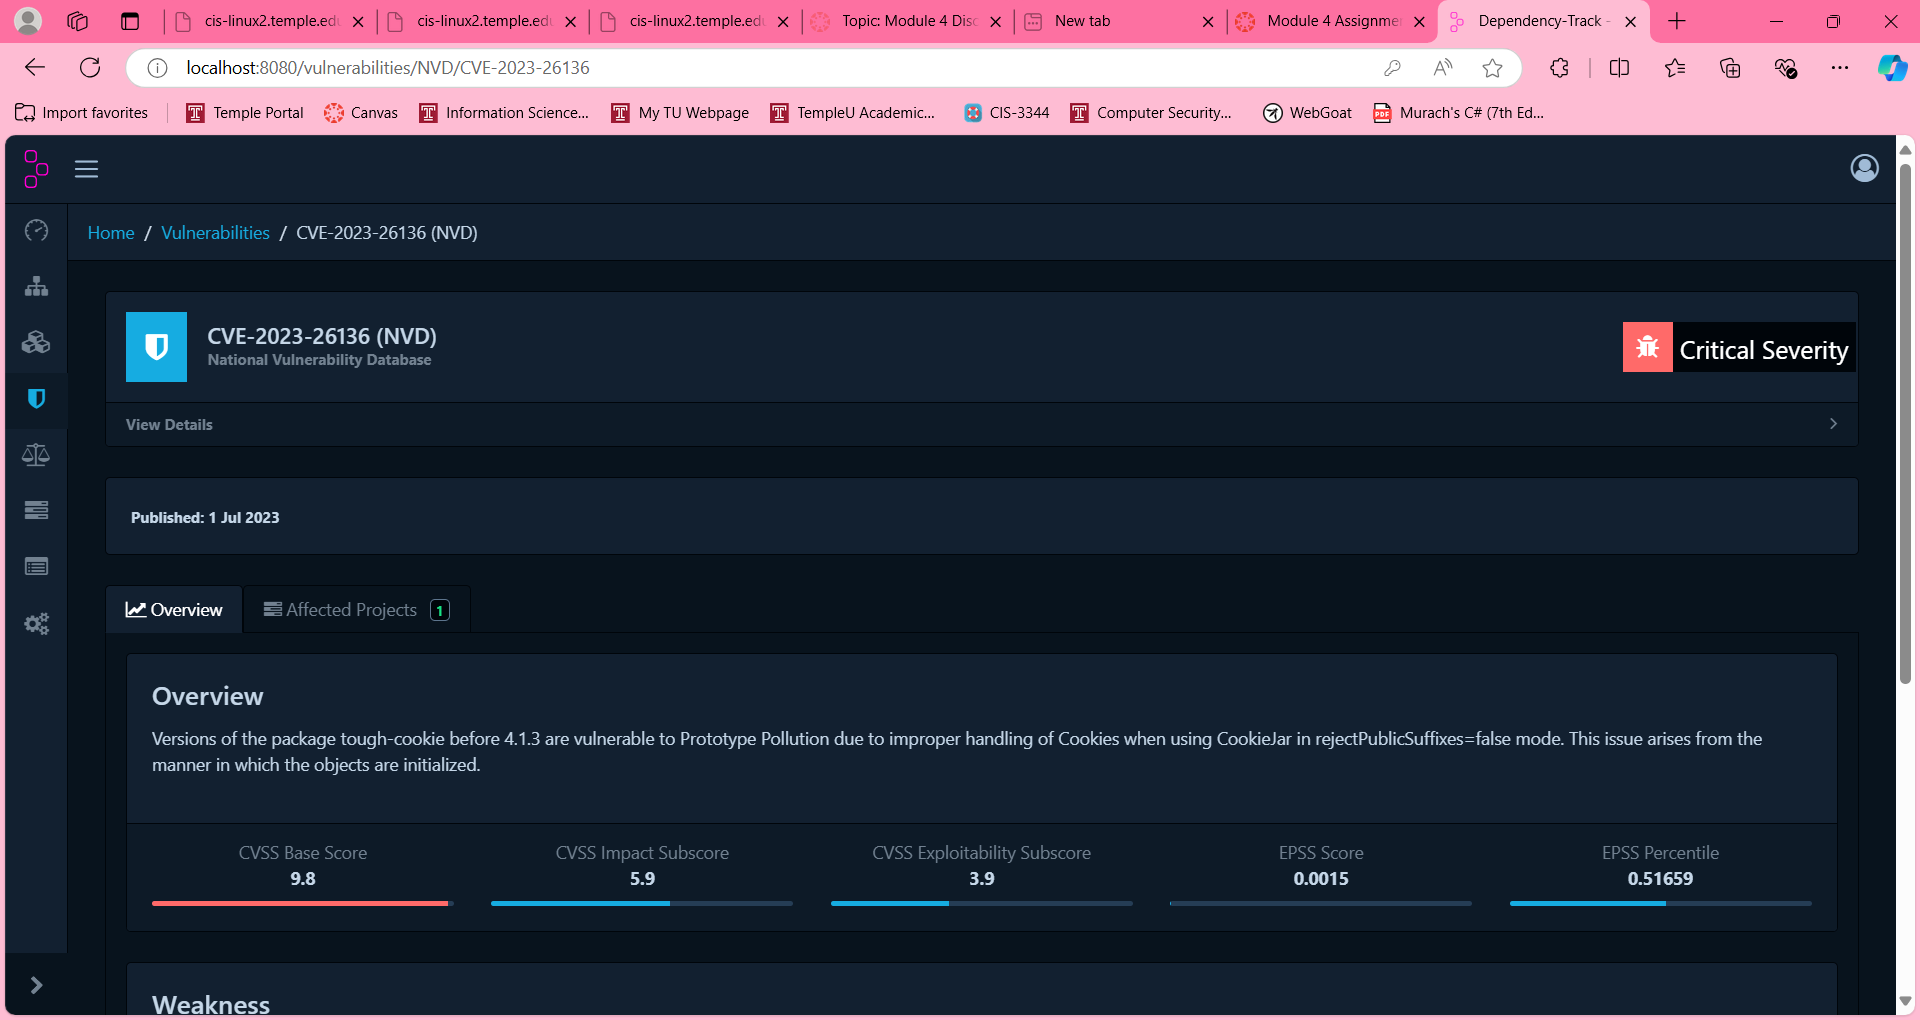 cis-linux2.temple.edu
cis-linux2.temple.edu
cis-linux2.temple.edu
Topic: Module 4 Disc
New tab
Module 4 Assignmen
Dependency-Track -
localhost:8080/vulnerabilities/NVD/CVE-2023-26136
Import favorites
Temple Portal
Canvas
Information Science...
My TU Webpage
TempleU Academic...
CIS-3344
Computer Security...
WebGoat
PDF
Murach's C# (7th Ed...
Home / Vulnerabilities / CVE-2023-26136 (NVD)
CVE-2023-26136 (NVD)
National Vulnerability Database
Critical Severity
View Details
Published: 1 Jul 2023
Overview
Affected Projects 1
Overview
Versions of the package tough-cookie before 4.1.3 are vulnerable to Prototype Pollution due to improper handling of Cookies when using CookieJar in rejectPublicSuffixes=false mode. This issue arises from the
manner in which the objects are initialized.
CVSS Base Score
9.8
CVSS Impact Subscore
5.9
CVSS Exploitability Subscore
3.9
EPSS Score
0.0015
EPSS Percentile
0.51659
Weakness